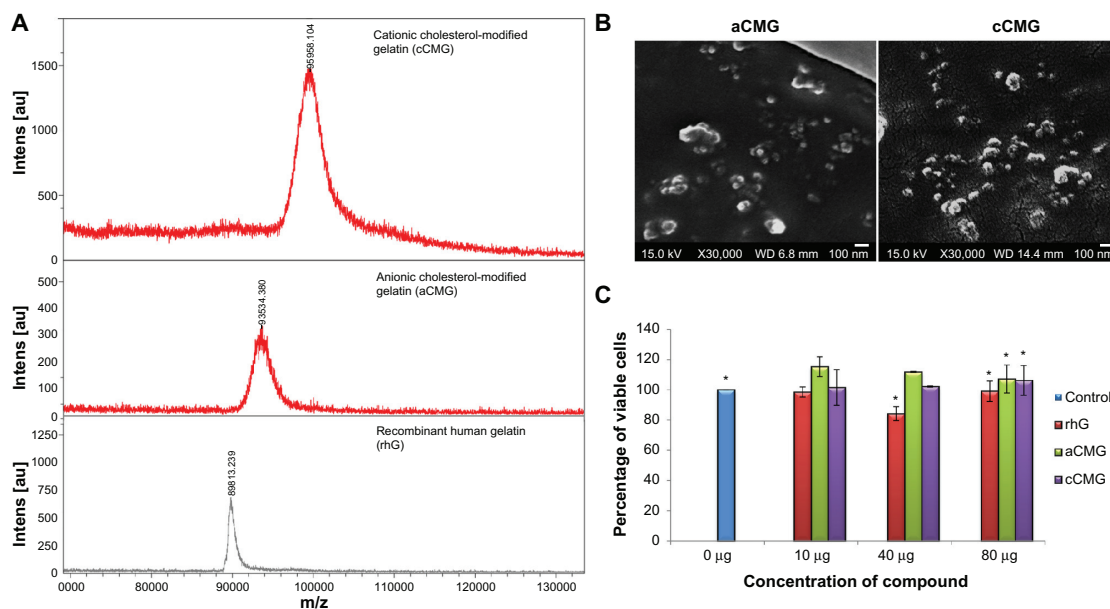 A
Intens [au]
1500
1000
500
0
95958.104
Cationic cholesterol-modified
gelatin (cCMG)
Intens [au]
500
400
300
200
100
0
93534.380
Anionic cholesterol-modified
gelatin (aCMG)
Intens [au]
1250
1000
750
500
250
0
89813.239
Recombinant human gelatin
(rhG)
0000 80000 90000 100000 110000 120000 130000
m/z
B
aCMG cCMG
15.0 kV X30,000 WD 6.8 mm 100 nm
15.0 kV X30,000 WD 14.4 mm 100 nm
C
Percentage of viable cells
140
120
100
80
60
40
20
0
* * * * *
0 µg 10 µg 40 µg 80 µg
Concentration of compound
Control
rhG
aCMG
cCMG